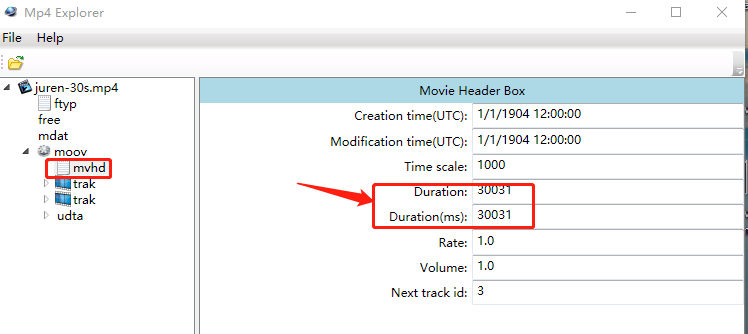 Mp4 Explorer
File Help
juren-30s.mp4
ftyp
free
mdat
moov
mvhd
trak
trak
udta
Movie Header Box
Creation time(UTC): 1/1/1904 12:00:00
Modification time(UTC): 1/1/1904 12:00:00
Time scale: 1000
Duration: 30031
Duration(ms): 30031
Rate: 1.0
Volume: 1.0
Next track id: 3